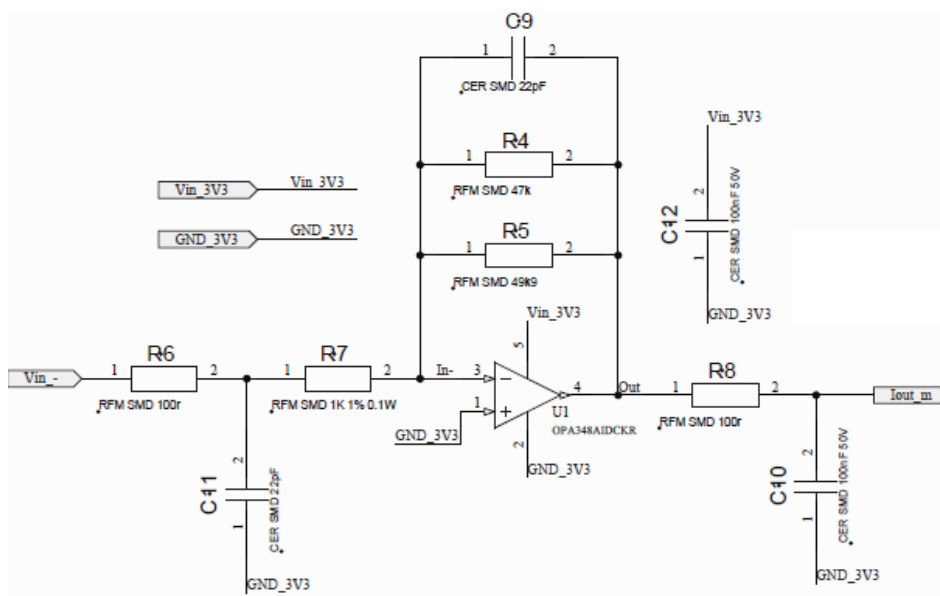 C9
1
2
CER SMD 22pF
Vin_3V3
R4
1
2
RFM SMD 47k
Vin_3V3
Vin_3V3
GND_3V3
GND_3V3
C12
2
1
CER SMD 100nF 50V
R5
1
2
RFM SMD 49k9
GND_3V3
Vin_3V3
5
Vin_-
1
R6
2
RFM SMD 100r
1
R7
2
RFM SMD 1K 1% 0.1W
In-
3
1
GND_3V3
4
Out
U1
OPA348AIDCKR
2
GND_3V3
1
R8
2
RFM SMD 100r
Iout_m
C11
2
1
CER SMD 22pF
GND_3V3
C10
2
1
CER SMD 100nF 50V
GND_3V3